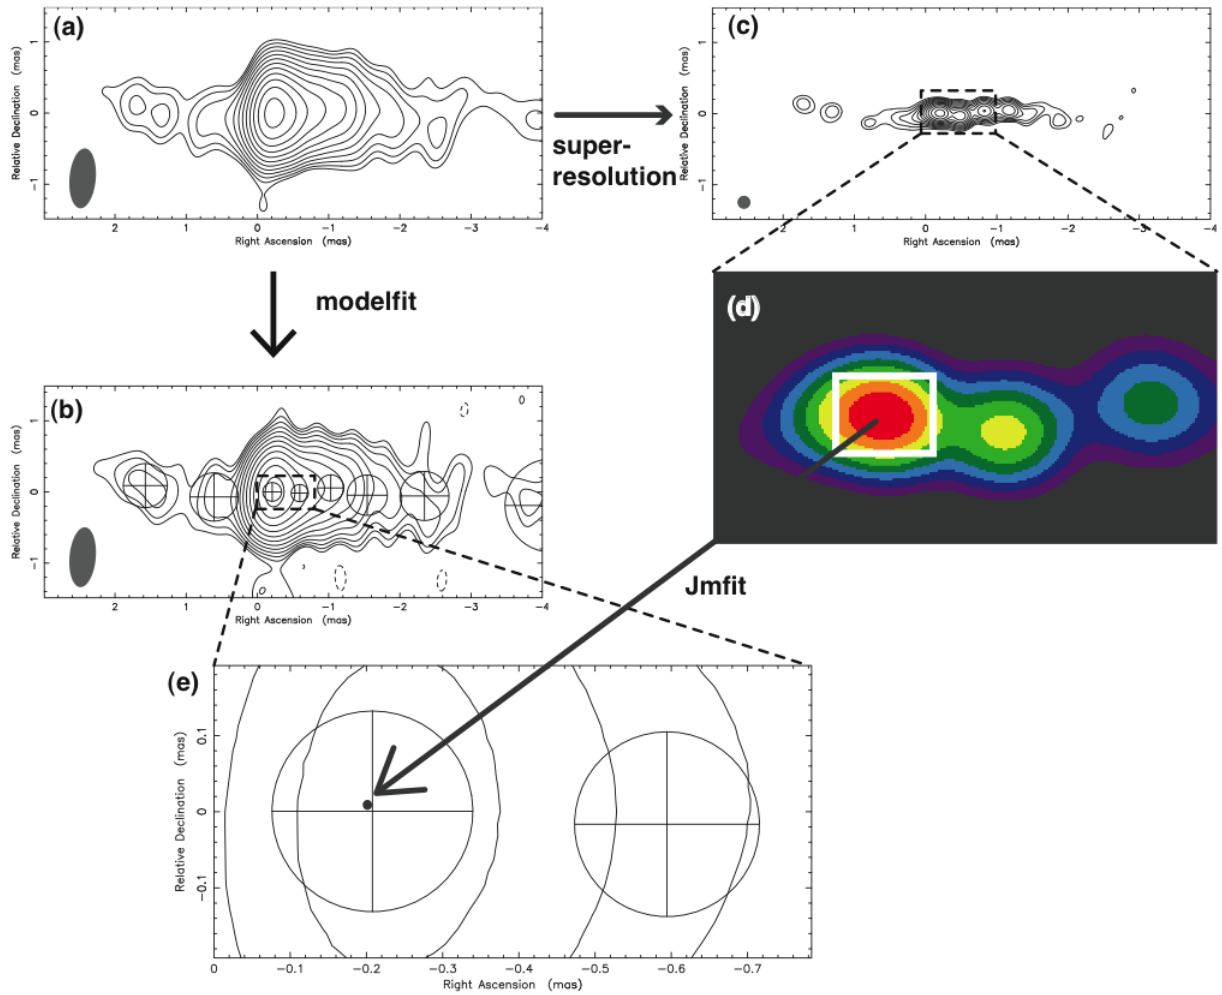 (a)
Relative Declination (mas)
1
0
−1
2
1
0
−1
−2
−3
−4
Right Ascension (mas)
super-
resolution
(c)
Relative Declination (mas)
1
0
−1
2
1
0
−1
−2
−3
−4
Right Ascension (mas)
modelfit
(d)
(b)
Relative Declination (mas)
1
0
−1
2
1
0
−1
−2
−3
−4
Right Ascension (mas)
Jmfit
(e)
Relative Declination (mas)
0.1
0
−0.1
0
−0.1
−0.2
−0.3
−0.4
−0.5
−0.6
−0.7
Right Ascension (mas)